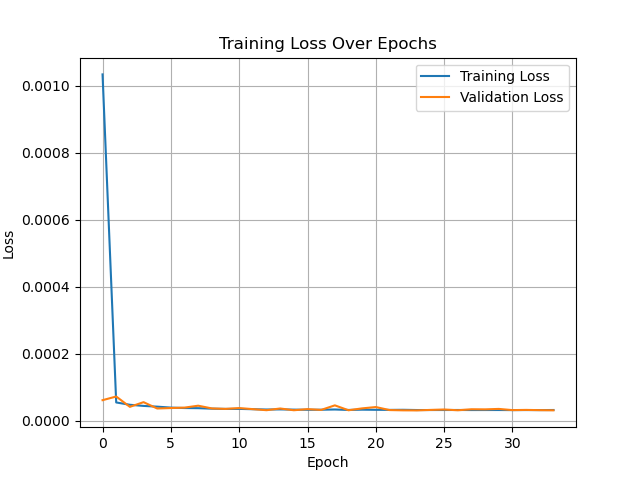 Training Loss Over Epochs
Training Loss
Validation Loss
0.0010
0.0008
0.0006
0.0004
0.0002
0.0000
Loss
0 5 10 15 20 25 30
Epoch